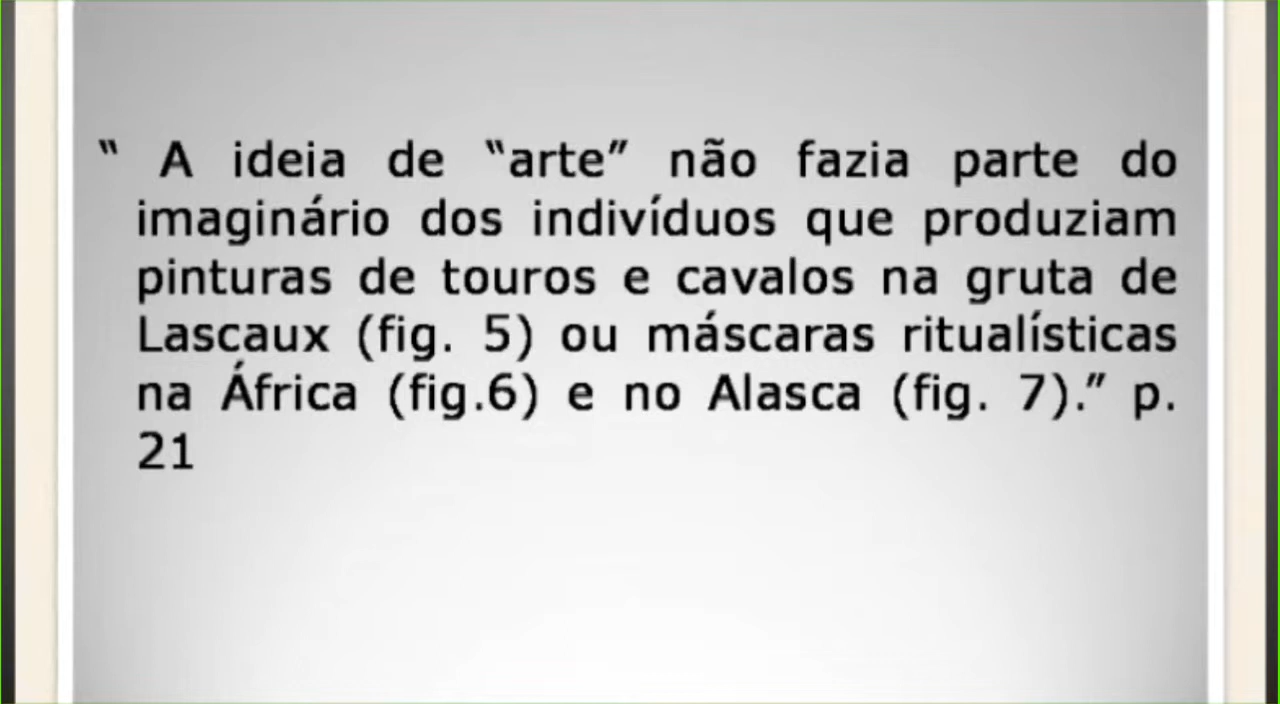 “ A ideia de “arte” não fazia parte do
imaginário dos indivíduos que produziam
pinturas de touros e cavalos na gruta de
Lascaux (fig. 5) ou máscaras ritualísticas
na África (fig.6) e no Alasca (fig. 7).” p.
21